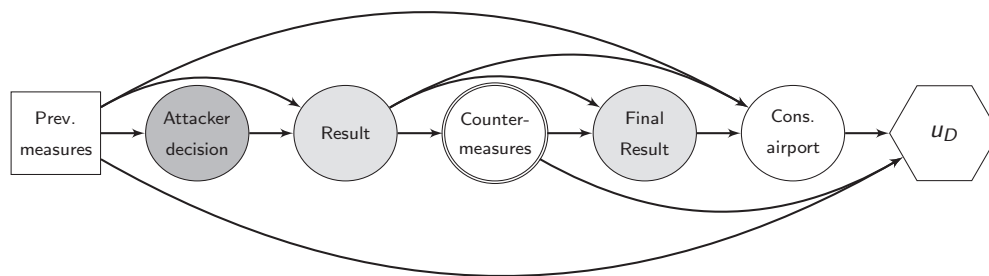 Prev.
measures
Attacker
decision
Result
Counter-
measures
Final
Result
Cons.
airport
u_D